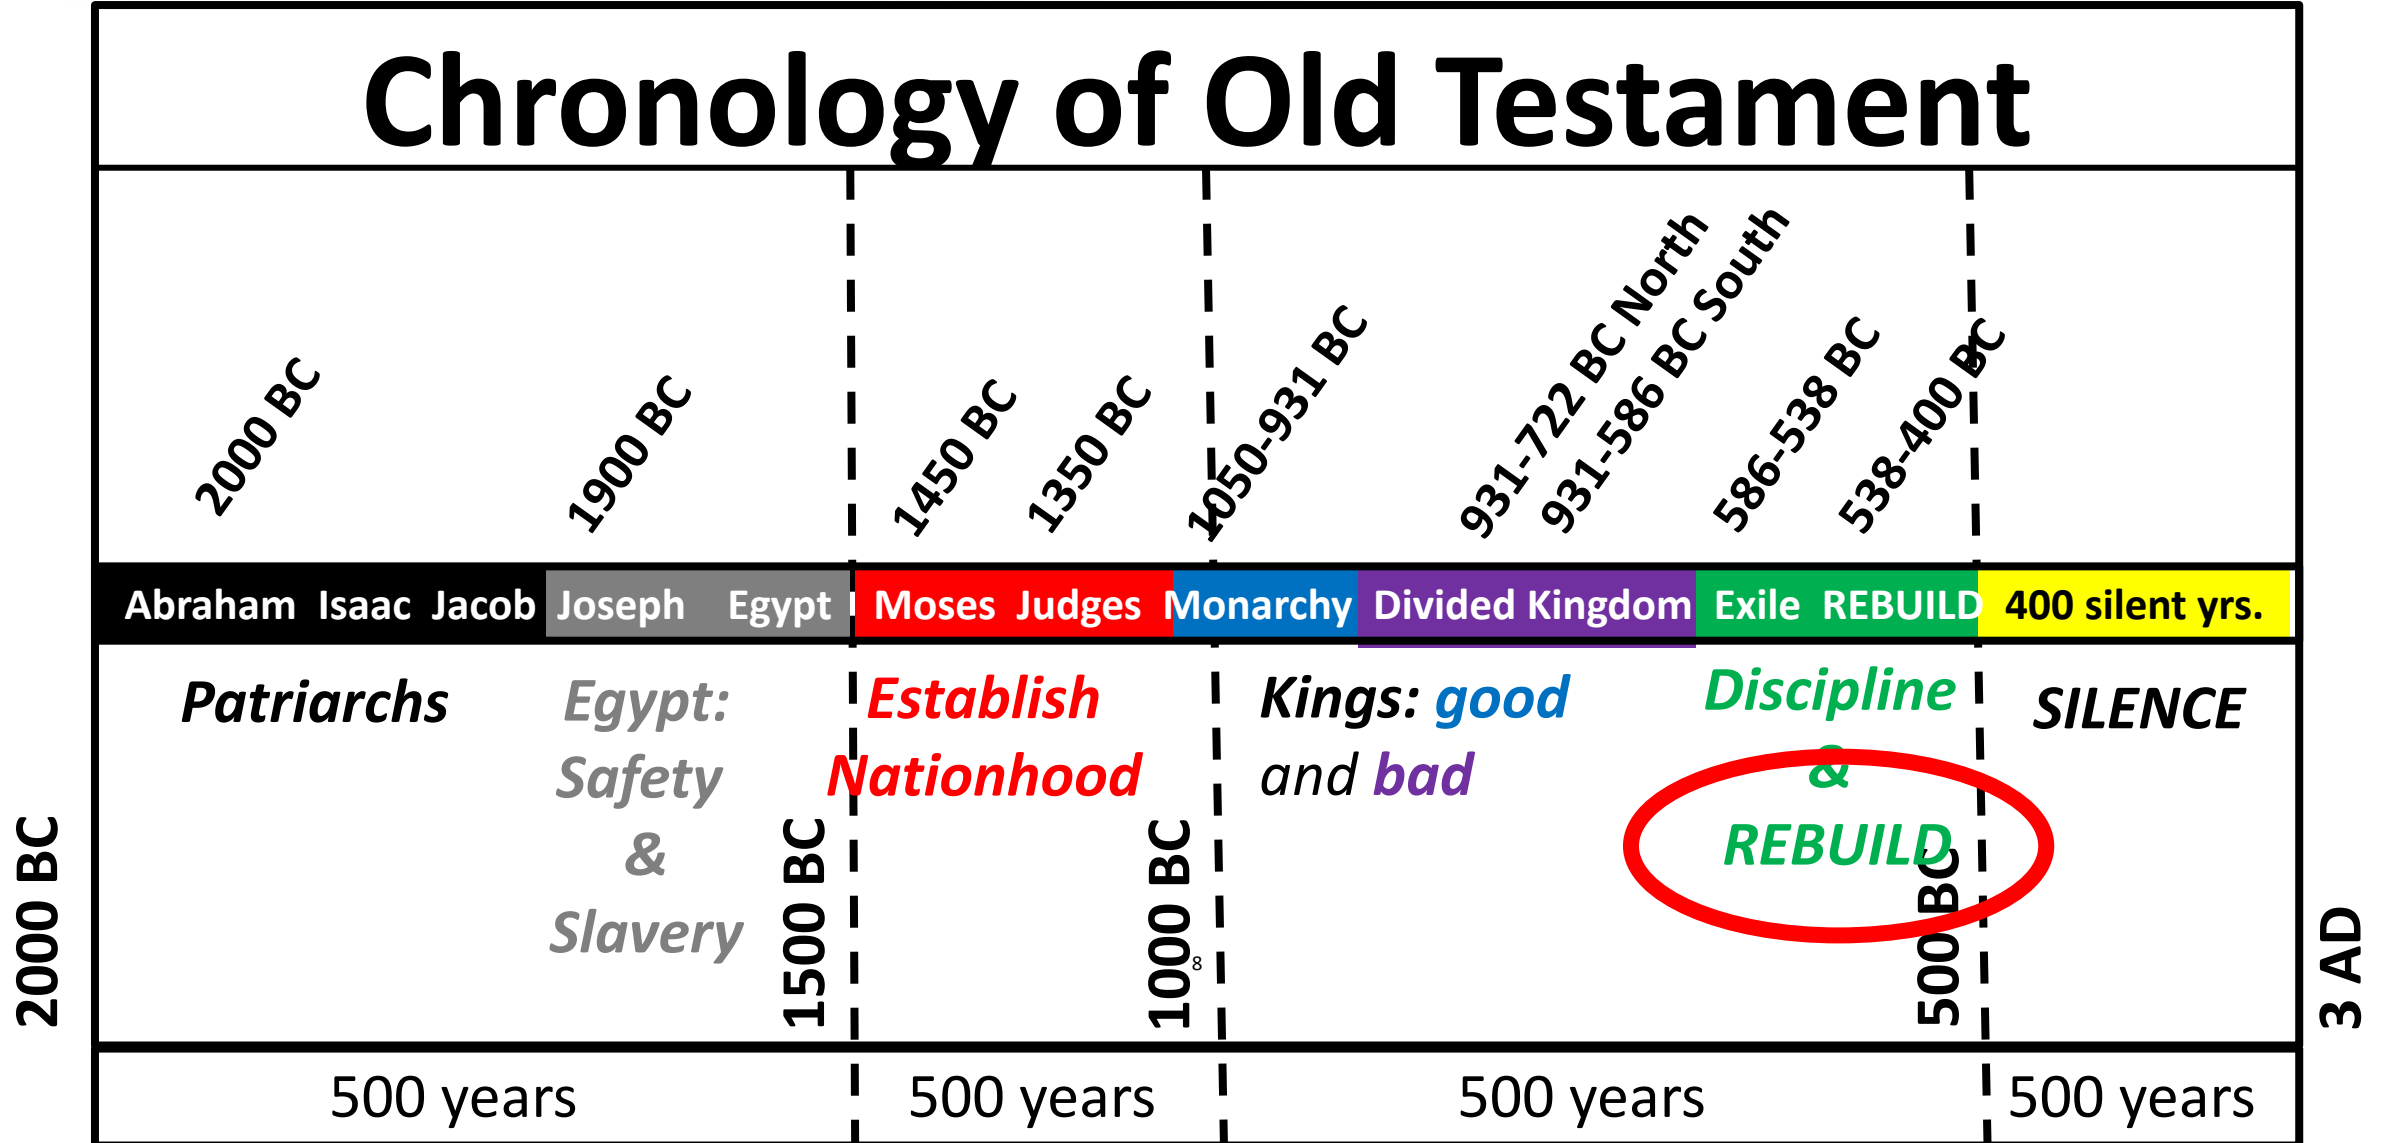 Chronology of Old Testament
2000 BC
1900 BC
1450 BC
1350 BC
1050-931 BC
931-722 BC North
931-586 BC South
586-538 BC
538-400 BC
Abraham Isaac Jacob Joseph Egypt Moses Judges Monarchy Divided Kingdom Exile REBUILD 400 silent yrs.
Patriarchs
Egypt:
Safety
&
Slavery
Establish
Nationhood
Kings: good
and bad
Discipline
&
REBUILD
SILENCE
2000 BC
1500 BC
1000 BC
8
500 BC
3 AD
500 years
500 years
500 years
500 years